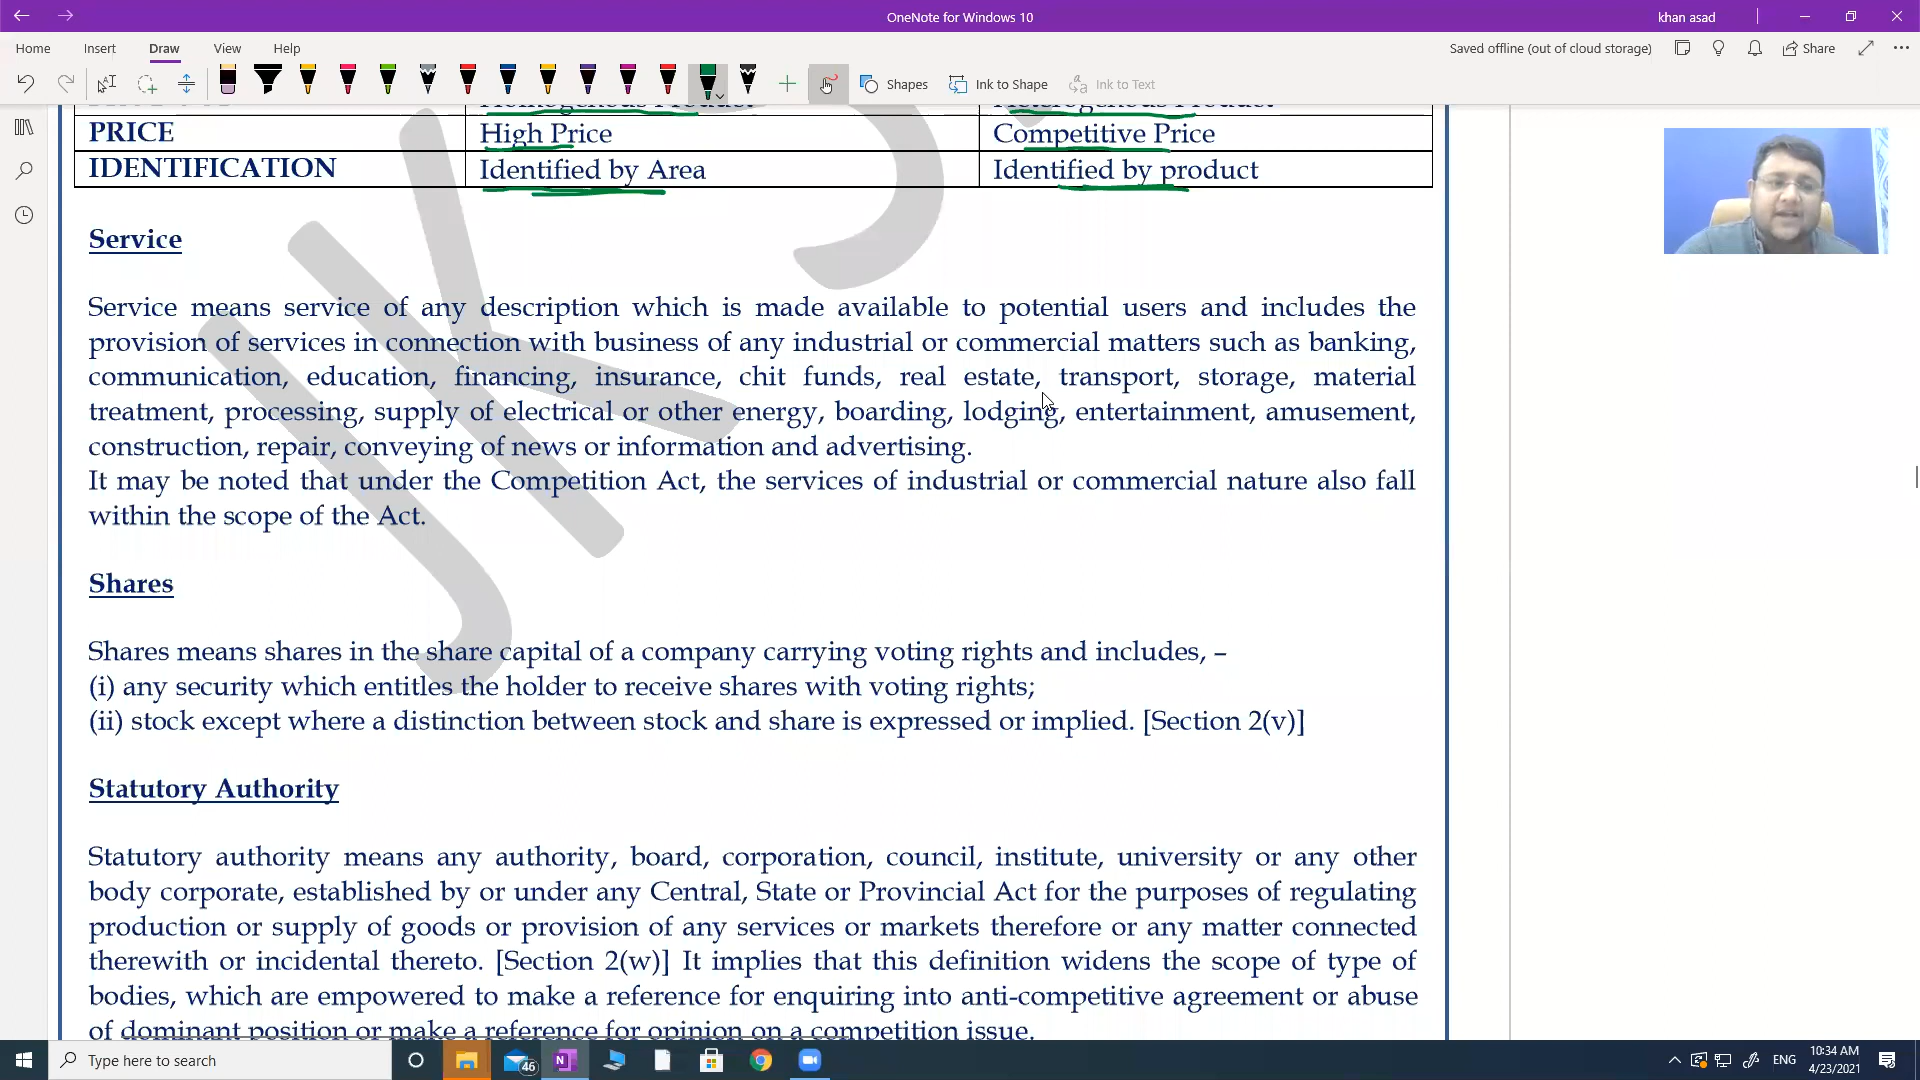 OneNote for Windows 10
khan asad
Home Insert Draw View Help
Saved offline (out of cloud storage)
Share
Shapes
Ink to Shape
Ink to Text
Homogenous Product
Heterogenous Product
PRICE High Price Competitive Price
IDENTIFICATION Identified by Area Identified by product
Service
Service means service of any description which is made available to potential users and includes the
provision of services in connection with business of any industrial or commercial matters such as banking,
communication, education, financing, insurance, chit funds, real estate, transport, storage, material
treatment, processing, supply of electrical or other energy, boarding, lodging, entertainment, amusement,
construction, repair, conveying of news or information and advertising.
It may be noted that under the Competition Act, the services of industrial or commercial nature also fall
within the scope of the Act.
Shares
Shares means shares in the share capital of a company carrying voting rights and includes, –
(i) any security which entitles the holder to receive shares with voting rights;
(ii) stock except where a distinction between stock and share is expressed or implied. [Section 2(v)]
Statutory Authority
Statutory authority means any authority, board, corporation, council, institute, university or any other
body corporate, established by or under any Central, State or Provincial Act for the purposes of regulating
production or supply of goods or provision of any services or markets therefore or any matter connected
therewith or incidental thereto. [Section 2(w)] It implies that this definition widens the scope of type of
bodies, which are empowered to make a reference for enquiring into anti-competitive agreement or abuse
of dominant position or make a reference for opinion on a competition issue.
Type here to search
46
ENG
10:34 AM
4/23/2021